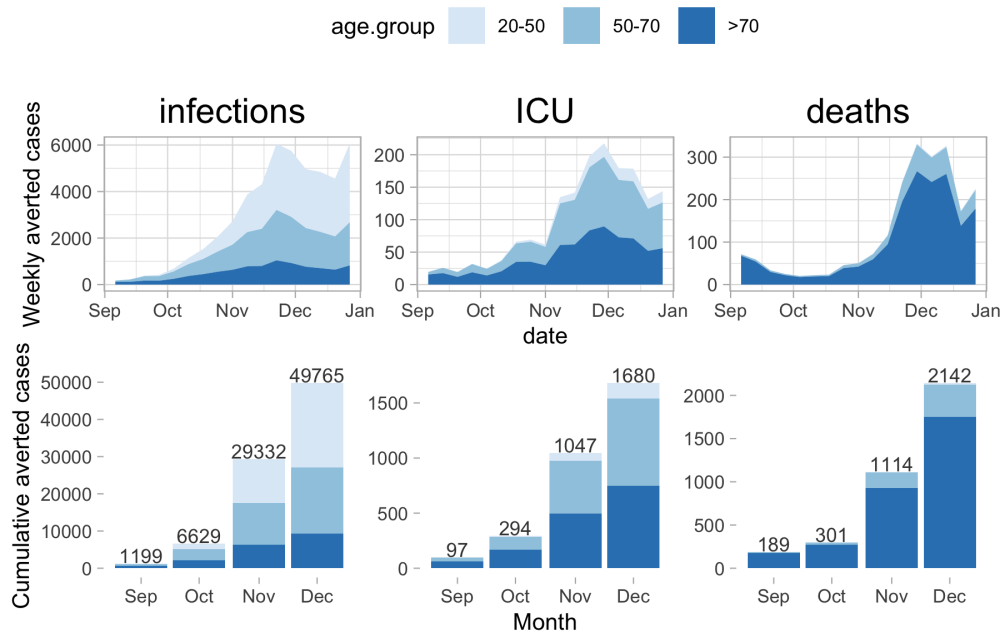 age.group 20-50 50-70 >70
infections ICU deaths
Weekly averted cases
6000
4000
2000
0
Sep Oct Nov Dec Jan
200
150
100
50
0
Sep Oct Nov Dec Jan
300
200
100
0
Sep Oct Nov Dec Jan
date
Cumulative averted cases
50000
40000
30000
20000
10000
0
1199 6629 29332 49765
Sep Oct Nov Dec
1500
1000
500
0
97 294 1047 1680
Sep Oct Nov Dec
2000
1500
1000
500
0
189 301 1114 2142
Sep Oct Nov Dec
Month